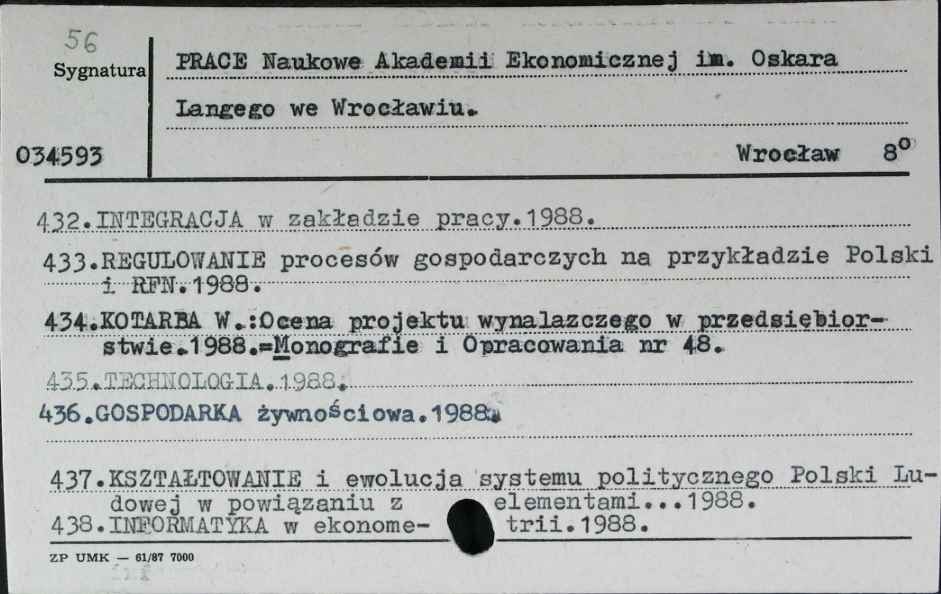 56
Sygnatura
PRACE Naukowe Akademii Ekonomicznej im. Oskara
Langego we Wrocławiu.
034593
Wrocław 8º
432.INTEGRACJA w zakładzie pracy.1988.
433.REGULOWANIE procesów gospodarczych na przykładzie Polski
i RFN.1988.
434.KOTARBA W.:Ocena projektu wynalazczego w przedsiębior-
stwie.1988.=Monografie i Opracowania nr 48.
435.TECHNOLOGIA.1988.
436.GOSPODARKA żywnościowa.1988.
437.KSZTAŁTOWANIE i ewolucja systemu politycznego Polski Lu-
dowej w powiązaniu z elementami...1988.
438.INFORMATYKA w ekonome- trii.1988.
ZP UMK — 61/87 7000